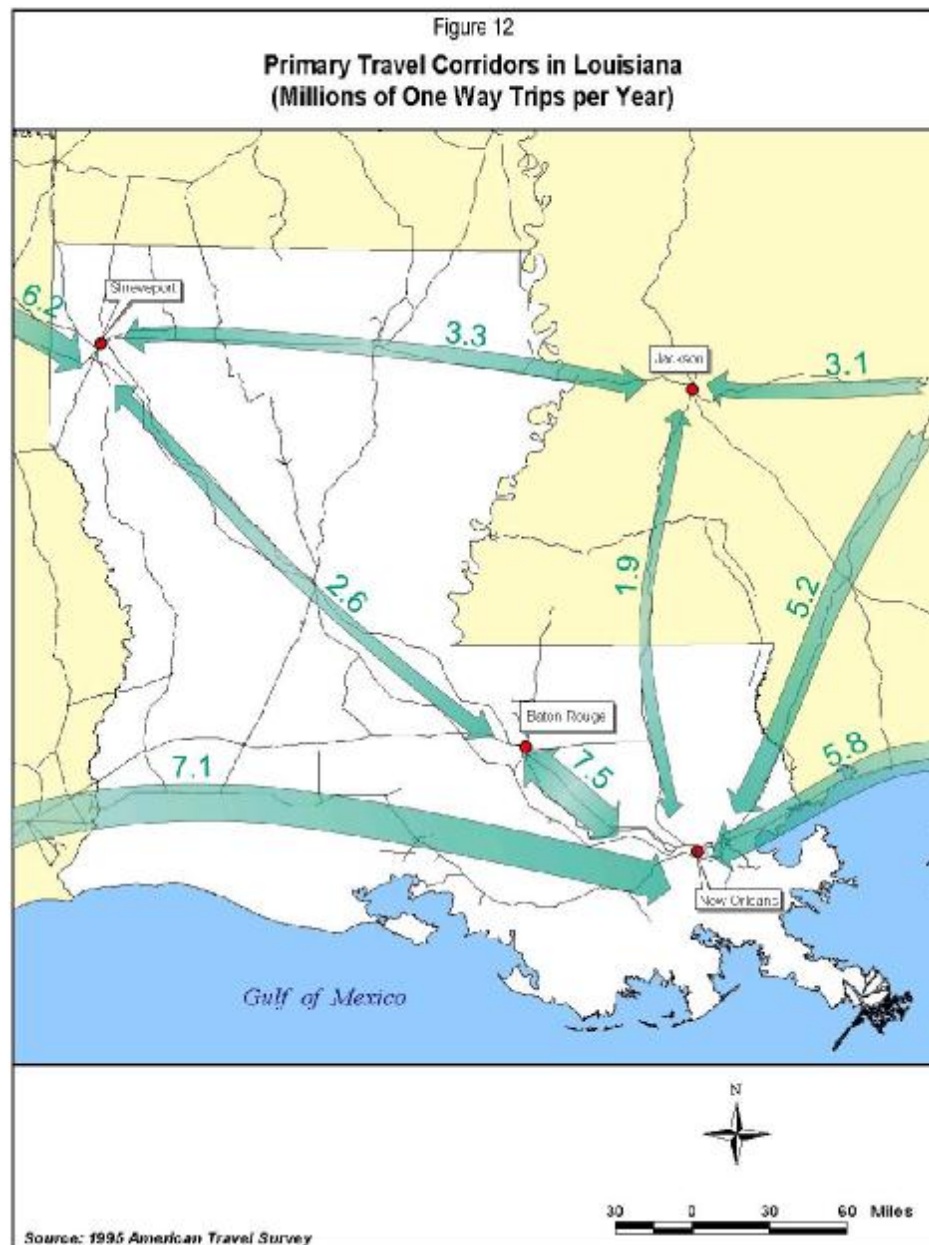 Figure 12
Primary Travel Corridors in Louisiana
(Millions of One Way Trips per Year)
6.2
Shreveport
3.3
Jackson
3.1
2.6
1.9
5.2
Baton Rouge
7.5
7.1
5.8
New Orleans
Gulf of Mexico
N
30 0 30 60 Miles
Source: 1995 American Travel Survey